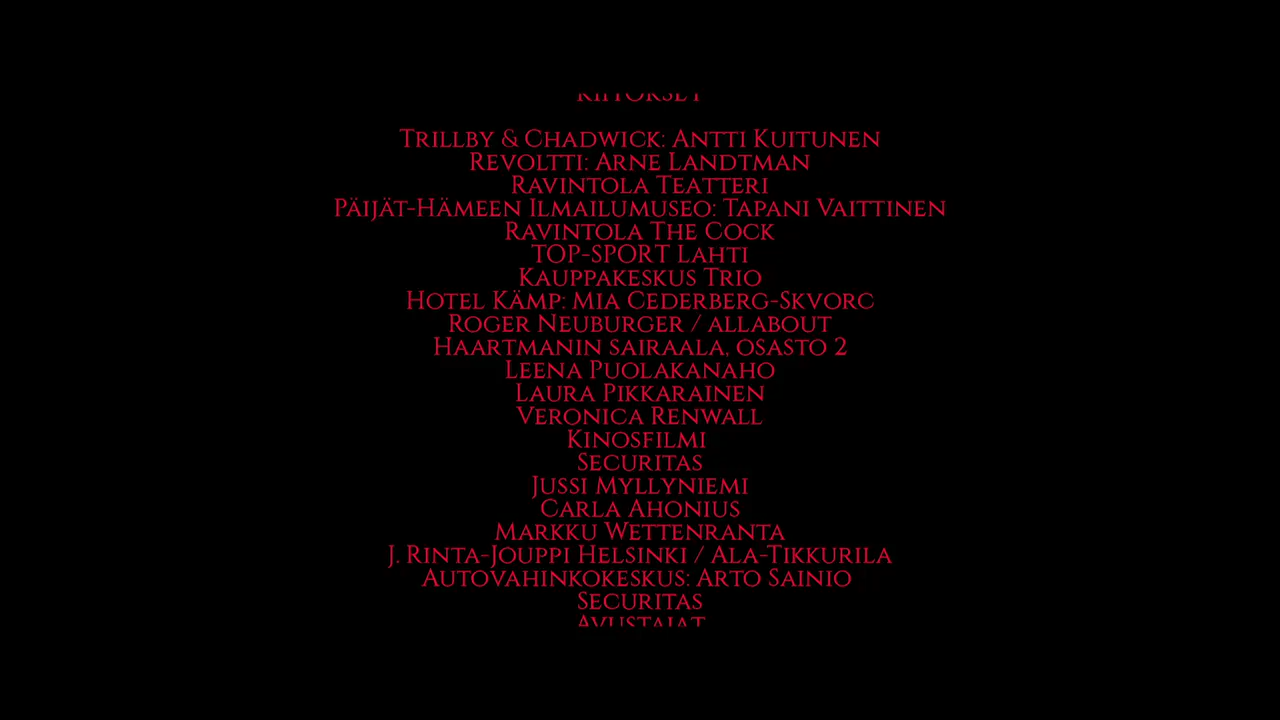 Kiitokset
Trillby & Chadwick: Antti Kuitunen
Revoltti: Arne Landtman
Ravintola Teatteri
Päijät-Hämeen Ilmailumuseo: Tapani Vaittinen
Ravintola The Cock
TOP-SPORT Lahti
Kauppakeskus Trio
Hotel Kämp: Mia Cederberg-Skvorc
Roger Neuburger / allabout
Haartmanin sairaala, osasto 2
Leena Puolakanaho
Laura Pikkarainen
Veronica Renwall
Kinosfilmi
Securitas
Jussi Myllyniemi
Carla Ahonius
Markku Wettenranta
J. Rinta-Jouppi Helsinki / Ala-Tikkurila
Autovahinkokeskus: Arto Sainio
Securitas
Avustajat